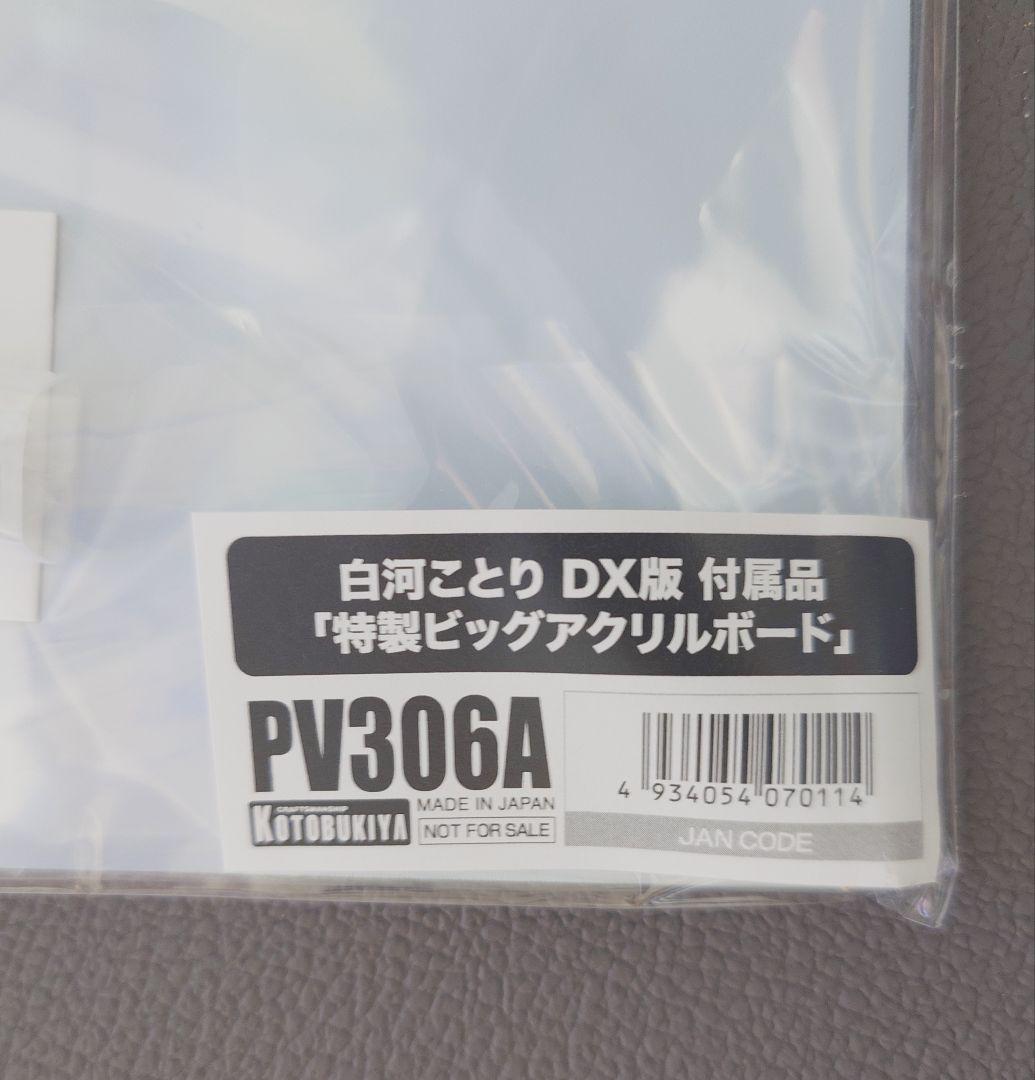 白河ことり DX版 付属品
「特製ビッグアクリルボード」
PV306A
CRAFTSMANSHIP
KOTOBUKIYA
MADE IN JAPAN
NOT FOR SALE
4 934054 070114
JAN CODE